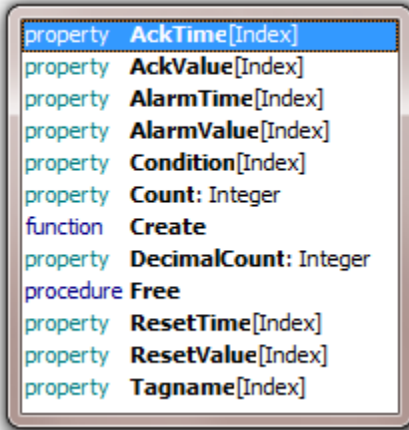 property AckTime[Index]
property AckValue[Index]
property AlarmTime[Index]
property AlarmValue[Index]
property Condition[Index]
property Count: Integer
function Create
property DecimalCount: Integer
procedure Free
property ResetTime[Index]
property ResetValue[Index]
property Tagname[Index]